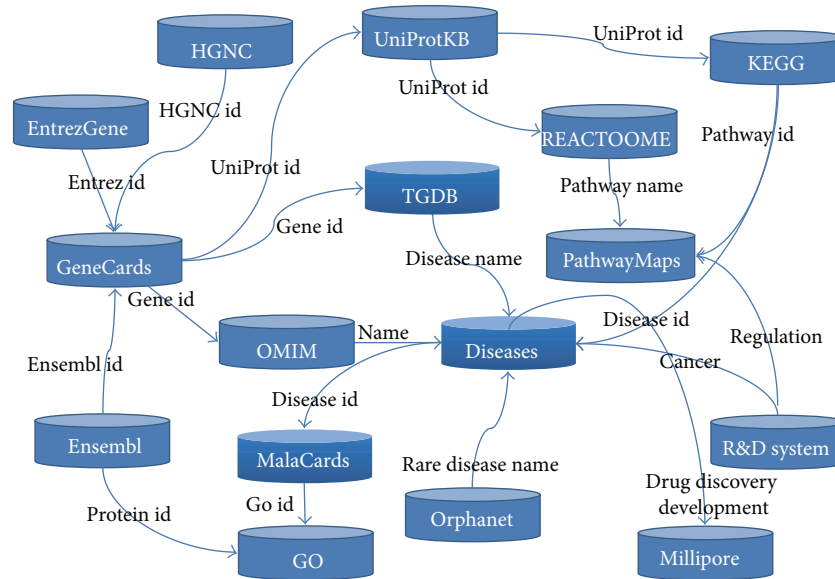 HGNC
UniProtKB
UniProt id
KEGG
UniProt id
EntrezGene
HGNC id
REACTOOME
Pathway id
Entrez id
UniProt id
TGDB
Pathway name
Gene id
GeneCards
Disease name
PathwayMaps
Gene id
OMIM
Name
Diseases
Disease id
Regulation
Ensembl id
Cancer
Disease id
Ensembl
MalaCards
R&D system
Rare disease name
Drug discovery
development
Protein id
Go id
Orphanet
GO
Millipore